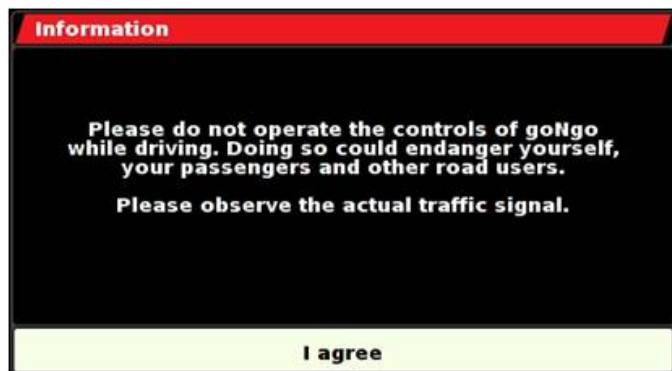 Information
Please do not operate the controls of goNgo
while driving. Doing so could endanger yourself,
your passengers and other road users.
Please observe the actual traffic signal.
I agree